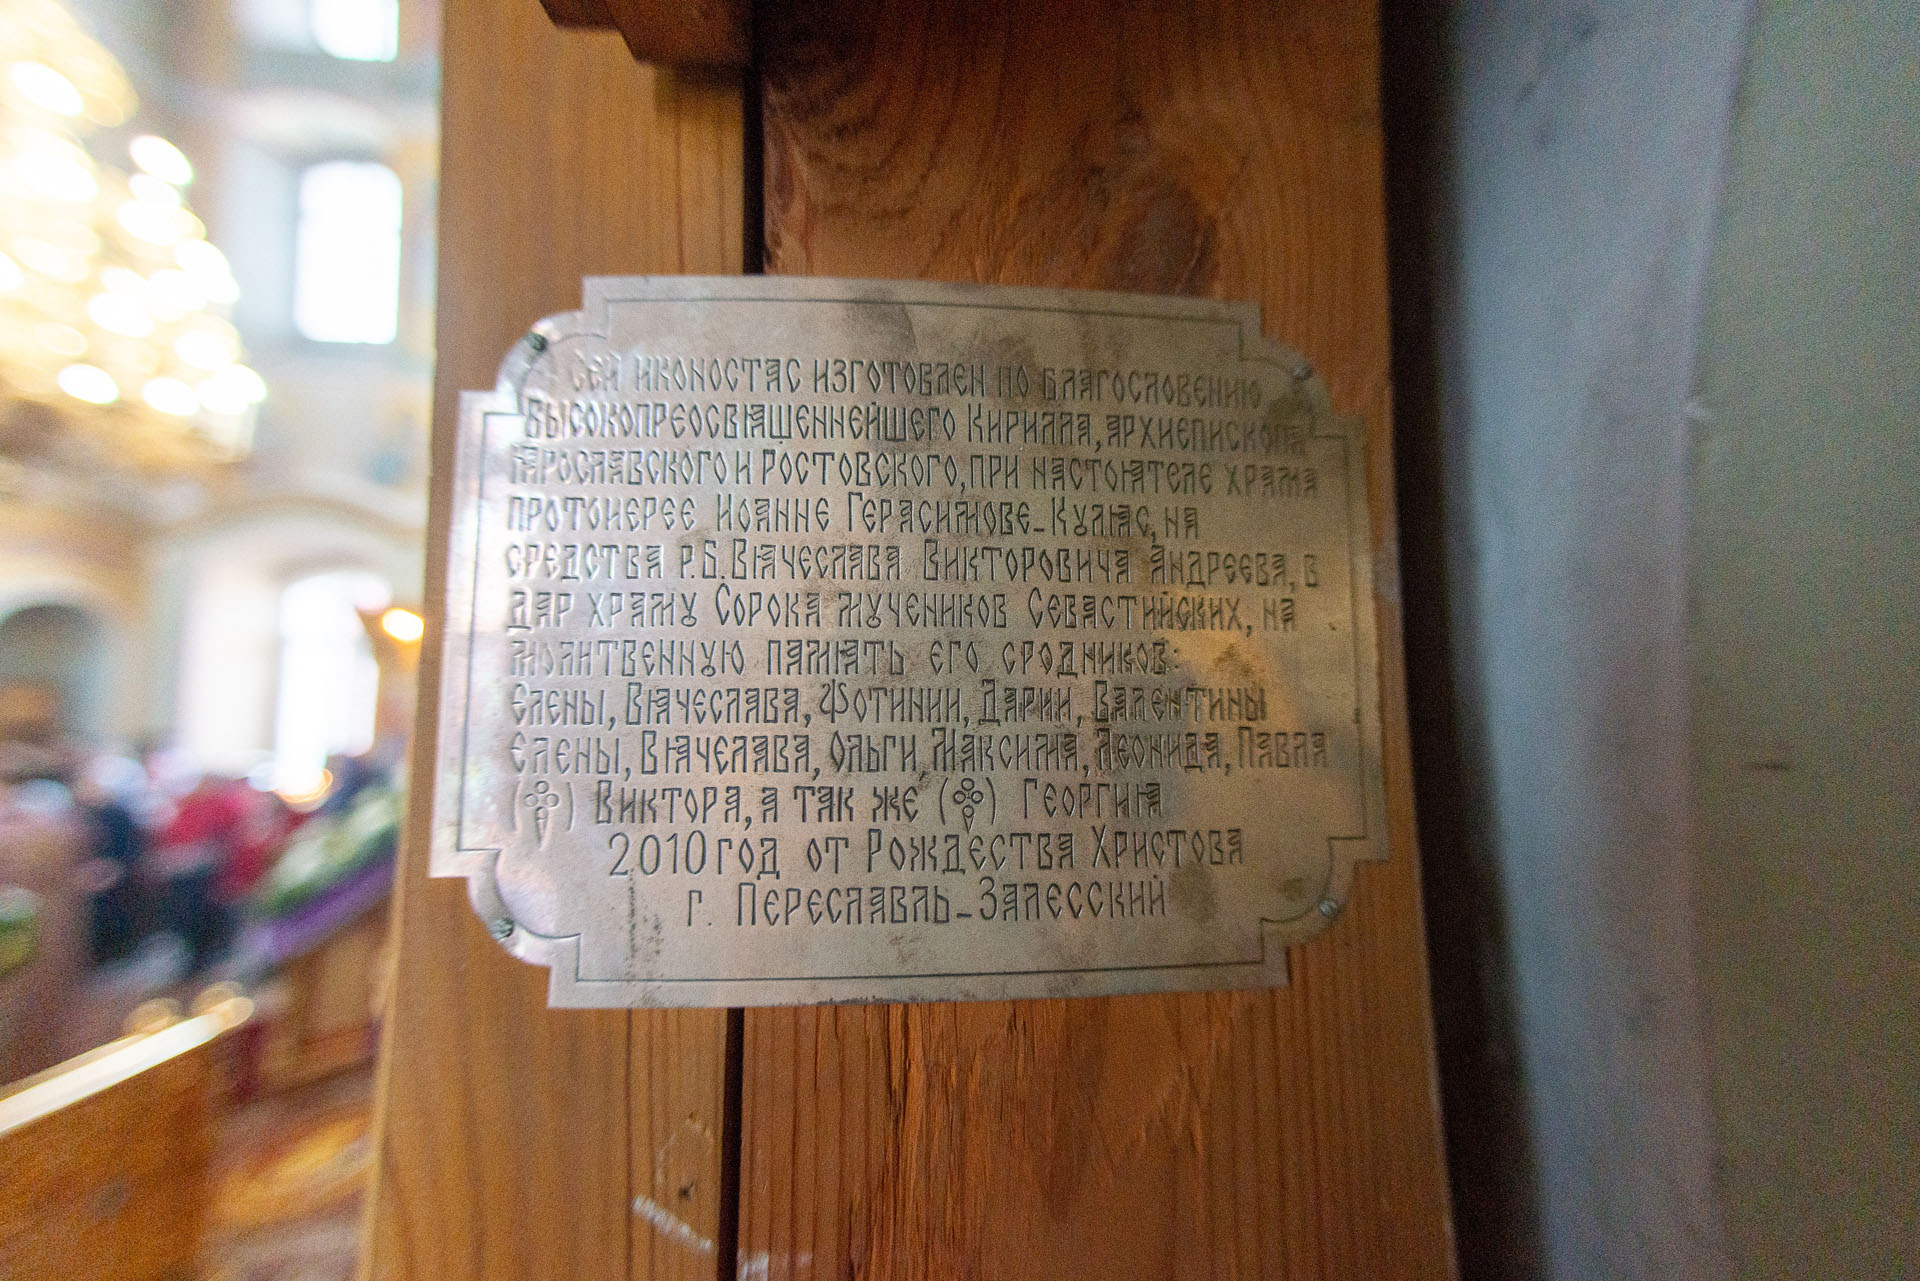 Сей иконостас изготовлен по благословению
Высокопреосвященнейшего Кирилла, архиепископа
Ярославского и Ростовского, при настоятеле храма
протоиерее Иоанне Герасимове-Куляс, на
средства р.Б. Вячеслава Викторовича Андреева, в
дар храму Сорока мучеников Севастийских, на
молитвенную память его сродников:
Елены, Вячеслава, Фотинии, Дарии, Валентины
Елены, Вячелава, Ольги, Максима, Леонида, Павла
() Виктора, а так же () Георгия
2010 год от Рождества Христова
г. Переславль-Залесский